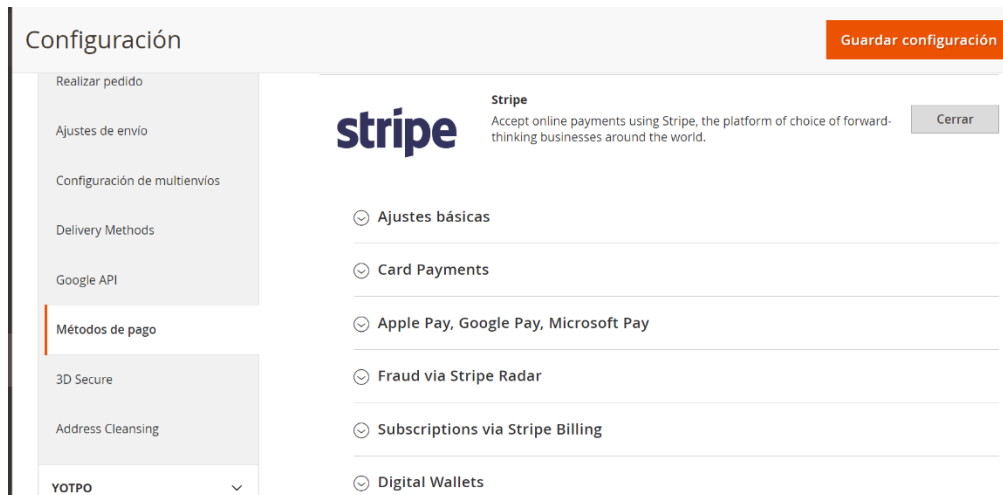 Configuración
Guardar configuración
Realizar pedido
Ajustes de envío
Configuración de multienvíos
Delivery Methods
Google API
Métodos de pago
3D Secure
Address Cleansing
YOTPO
stripe
Stripe
Accept online payments using Stripe, the platform of choice of forward-
thinking businesses around the world.
Cerrar
Ajustes básicas
Card Payments
Apple Pay, Google Pay, Microsoft Pay
Fraud via Stripe Radar
Subscriptions via Stripe Billing
Digital Wallets